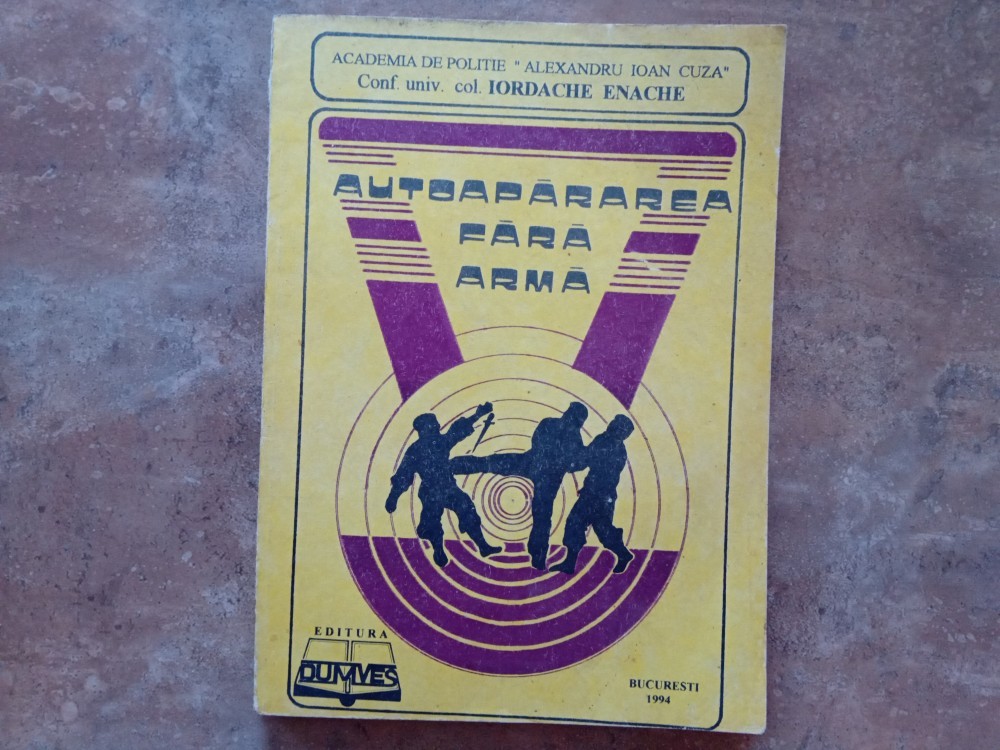 ACADEMIA DE POLITIE " ALEXANDRU IOAN CUZA"
Conf. univ. col. IORDACHE ENACHE
AUTOAPĂRAREA
FĂRĂ
ARMĂ
EDITURA
DUMVES
BUCURESTI
1994